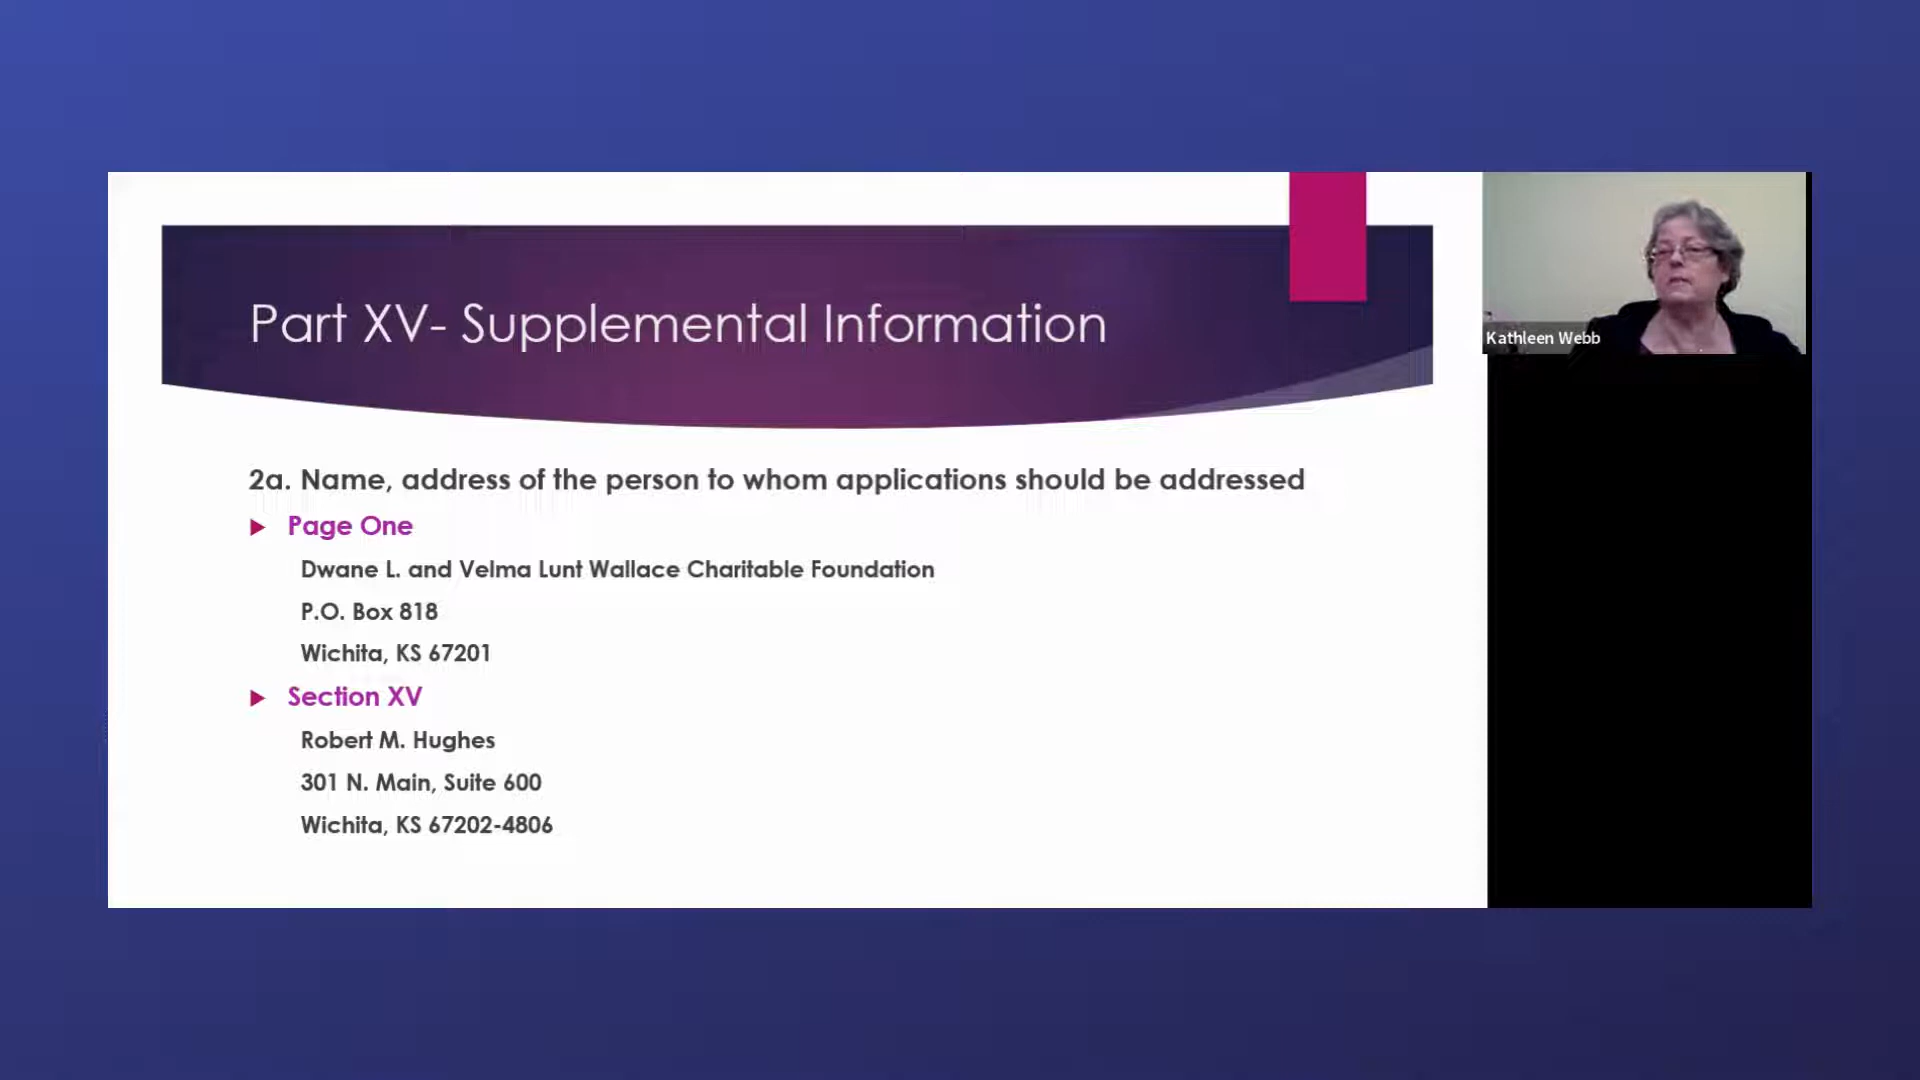 Part XV- Supplemental Information
Kathleen Webb
2a. Name, address of the person to whom applications should be addressed
Page One
Dwane L. and Velma Lunt Wallace Charitable Foundation
P.O. Box 818
Wichita, KS 67201
Section XV
Robert M. Hughes
301 N. Main, Suite 600
Wichita, KS 67202-4806